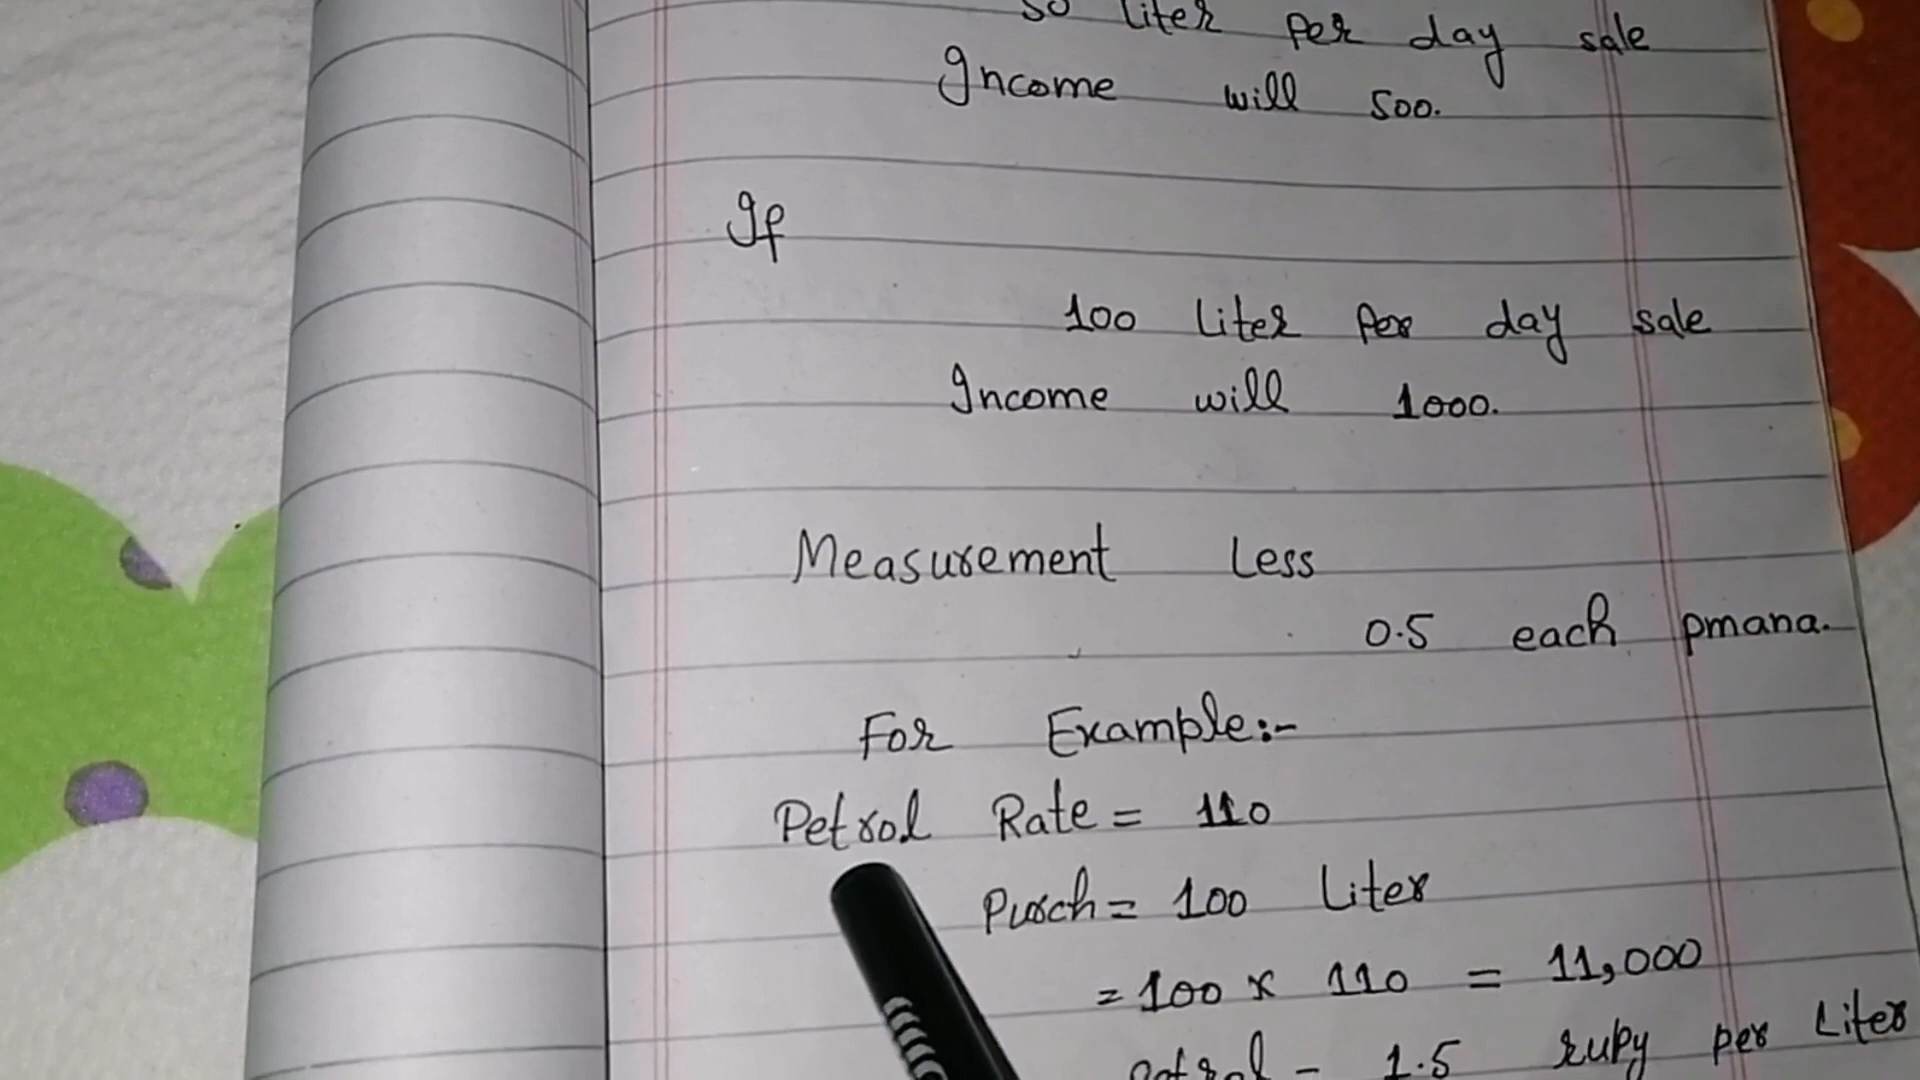 50 liter per day sale
Income will 500.
If
100 liter per day sale
Income will 1000.
Measurement Less
0.5 each pmana.
For Example:-
Petrol Rate = 110
Purch = 100 Liter
= 100 x 110 = 11,000
Petrol - 1.5 rupy per Liter